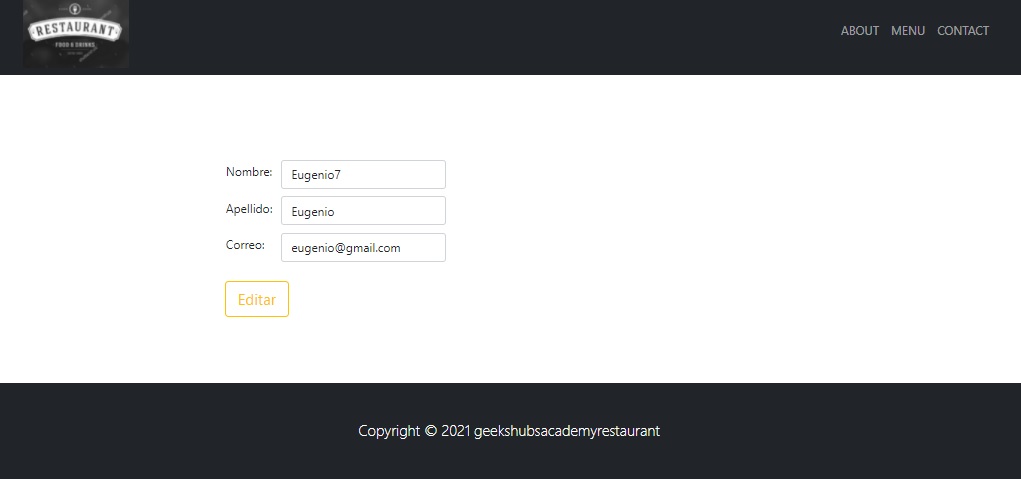 RESTAURANT
FOOD & DRINKS
ABOUT MENU CONTACT
Nombre: Eugenio7
Apellido: Eugenio
Correo: eugenio@gmail.com
Editar
Copyright © 2021 geekshubsacademyrestaurant